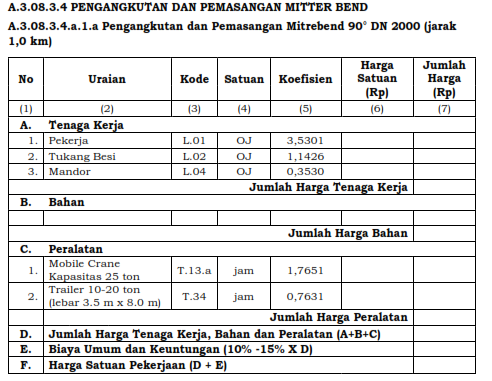 A.3.08.3.4 PENGANGKUTAN DAN PEMASANGAN MITTER BEND
A.3.08.3.4.a.1.a Pengangkutan dan Pemasangan Mitrebend 90° DN 2000 (jarak
1,0 km)
No Uraian Kode Satuan Koefisien Harga Satuan (Rp) Jumlah Harga (Rp)
(1) (2) (3) (4) (5) (6) (7)
A. Tenaga Kerja
1. Pekerja L.01 OJ 3,5301
2. Tukang Besi L.02 OJ 1,1426
3. Mandor L.04 OJ 0,3530
Jumlah Harga Tenaga Kerja
B. Bahan
Jumlah Harga Bahan
C. Peralatan
1. Mobile Crane Kapasitas 25 ton T.13.a jam 1,7651
2. Trailer 10-20 ton (lebar 3.5 m x 8.0 m) T.34 jam 0,7631
Jumlah Harga Peralatan
D. Jumlah Harga Tenaga Kerja, Bahan dan Peralatan (A+B+C)
E. Biaya Umum dan Keuntungan (10% -15% X D)
F. Harga Satuan Pekerjaan (D + E)